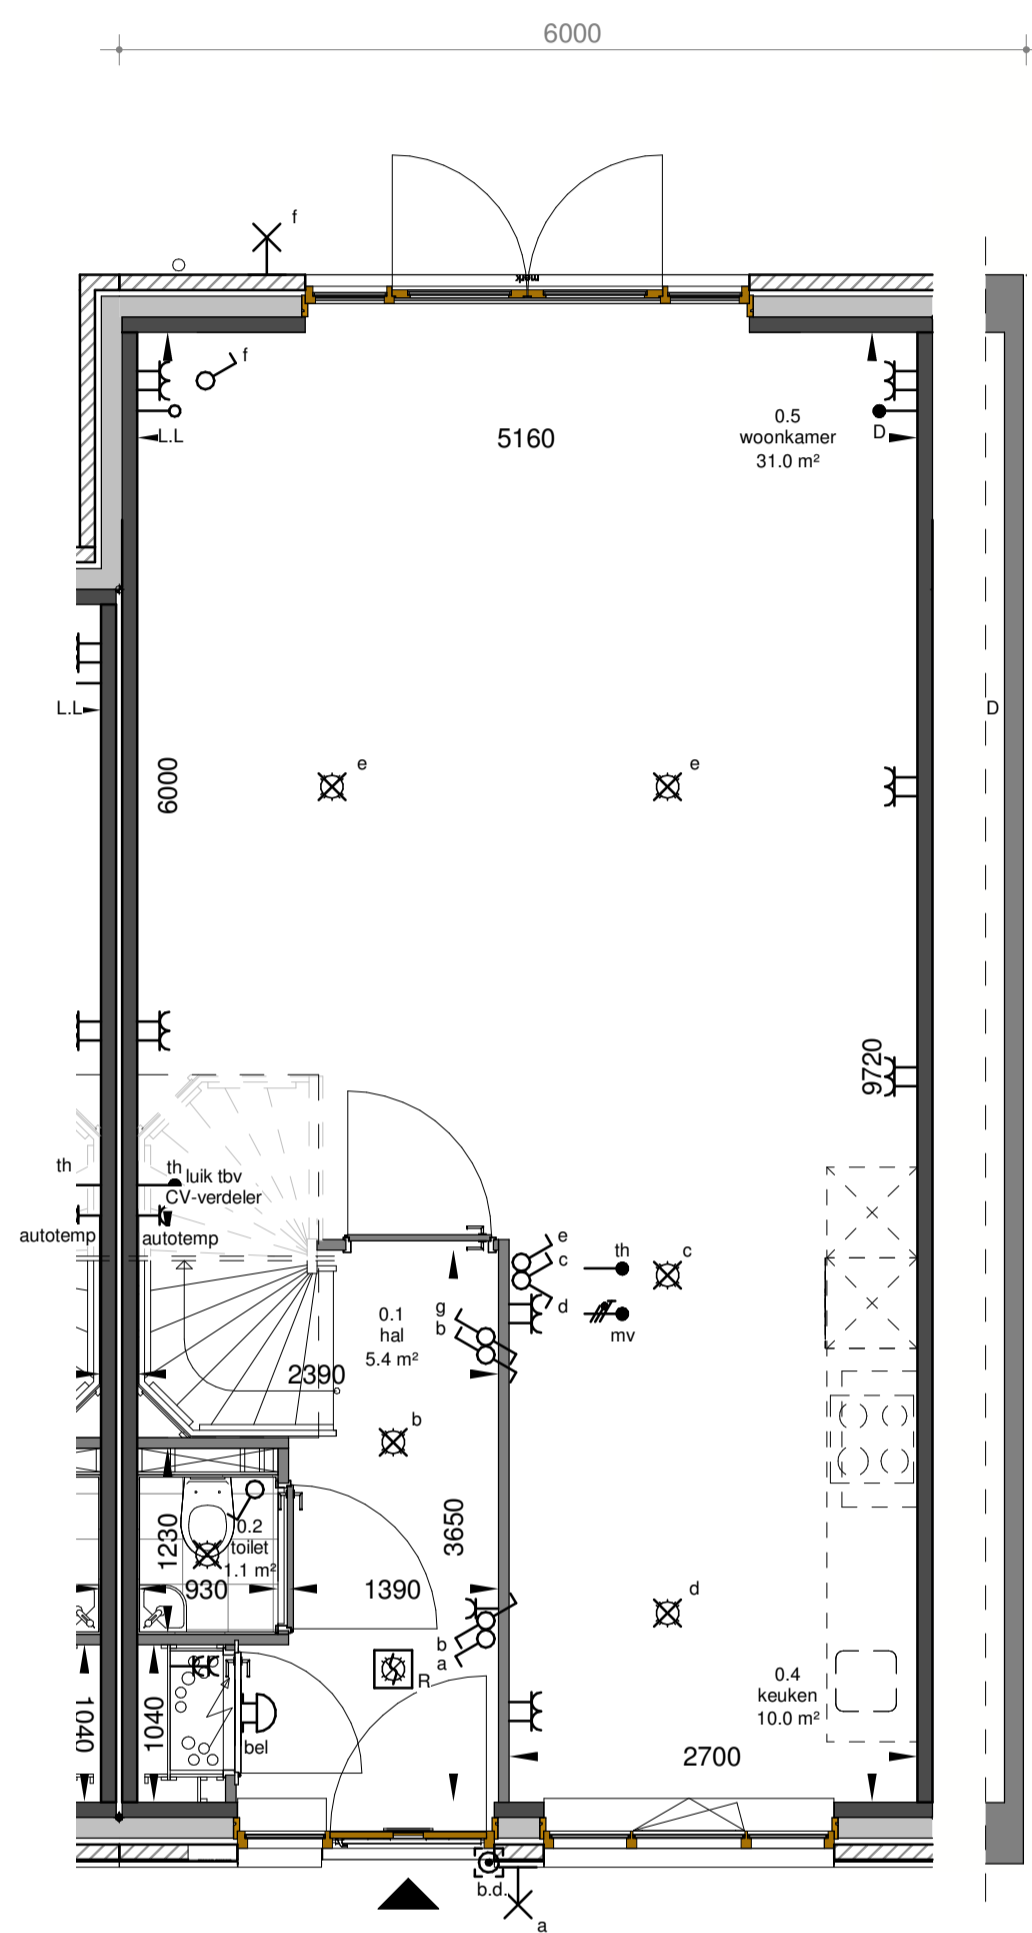 6000
f
merk
f
L.L
5160
0.5
woonkamer
31.0 m²
D
L.L
D
e
e
6000
9720
th
th
luik tbv
CV-verdeler
autotemp
autotemp
e
c
th
c
d
mv
g
b
0.1
hal
5.4 m²
2390
b
3650
1230
0.2
toilet
1.1 m²
930
1390
d
b
a
R
0.4
keuken
10.0 m²
1040
1040
bel
2700
b.d.
a